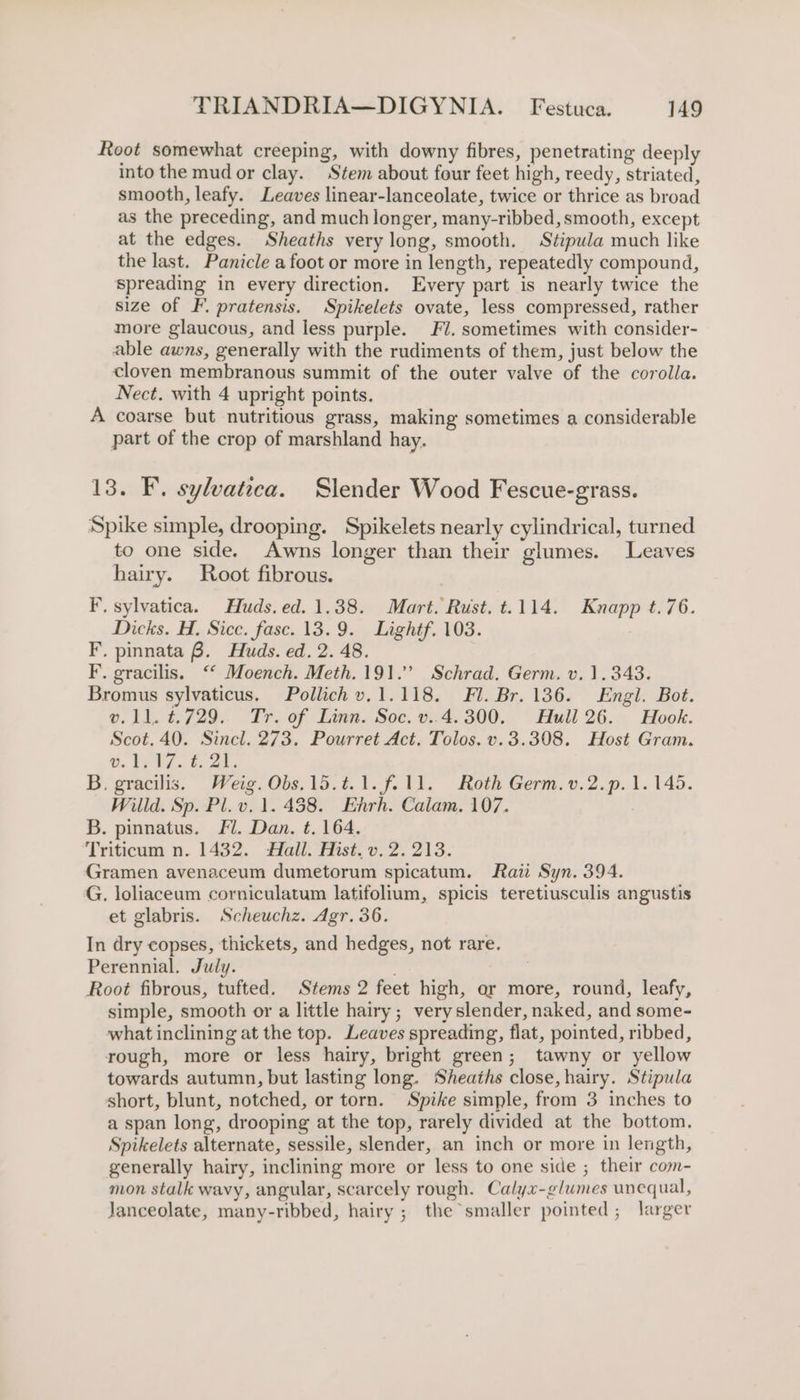 TRIANDRIA—DIGYNIA. Festuca. 149
Root somewhat creeping, with downy fibres, penetrating deeply
into the mud or clay. Stem about four feet high, reedy, striated,
smooth, leafy. Leaves linear-lanceolate, twice or thrice as broad
as the preceding, and much longer, many-ribbed, smooth, except
at the edges. Sheaths very long, smooth. Stipula much like
the last. Panicle a foot or more in length, repeatedly compound,
spreading in every direction. Every part is nearly twice the
size of F. pratensis. Spikelets ovate, less compressed, rather
more glaucous, and less purple. Fl. sometimes with consider-
able awns, generally with the rudiments of them, just below the
cloven membranous summit of the outer valve of the corolla.
Nect. with 4 upright points.
A coarse but nutritious grass, making sometimes a considerable
part of the crop of marshland hay.
13. F. sylvatica. Slender Wood Fescue-grass.
Spike simple, drooping. Spikelets nearly cylindrical, turned
to one side. Awns longer than their glumes. Leaves
hairy. Root fibrous.
F. sylvatica. Huds. ed. 1. 38. Mart. Rust. t. 114. Knapp t. 76.
Dicks. H. Sicc. fasc. 13. 9. Lightf. 103.
F. pinnata β. Huds. ed. 2. 48.
F. gracilis. “ Moench. Meth. 191.” Schrad. Germ. v. 1. 343.
Bromus sylvaticus. Pollich v. 1. 118. Fl. Br. 136. Engl. Bot.
v. 11. t. 729. Tr. of Linn. Soc. v. 4. 300. Hull 26. Hook.
Scot. 40. Sincl. 273. Pourret Act. Tolos. v. 3. 308. Host Gram.
v. 1. 17. t. 21.
B. gracilis. Weig. Obs. 15. t. 1. f. 11. Roth Germ. v. 2. p. 1. 145.
Willd. Sp. Pl. v. 1. 438. Ehrh. Calam. 107.
B. pinnatus. Fl. Dan. t. 164.
Triticum n. 1432. Hall. Hist. v. 2. 213.
Gramen avenaceum dumetorum spicatum. Raii Syn. 394.
G. loliaceum corniculatum latifolium, spicis teretiusculis angustis
et glabris. Scheuchz. Agr. 36.
In dry copses, thickets, and hedges, not rare.
Perennial. July.
Root fibrous, tufted. Stems 2 feet high, or more, round, leafy,
simple, smooth or a little hairy; very slender, naked, and some-
what inclining at the top. Leaves spreading, flat, pointed, ribbed,
rough, more or less hairy, bright green; tawny or yellow
towards autumn, but lasting long. Sheaths close, hairy. Stipula
short, blunt, notched, or torn. Spike simple, from 3 inches to
a span long, drooping at the top, rarely divided at the bottom.
Spikelets alternate, sessile, slender, an inch or more in length,
generally hairy, inclining more or less to one side; their com-
mon stalk wavy, angular, scarcely rough. Calyx-glumes unequal,
lanceolate, many-ribbed, hairy; the smaller pointed; larger